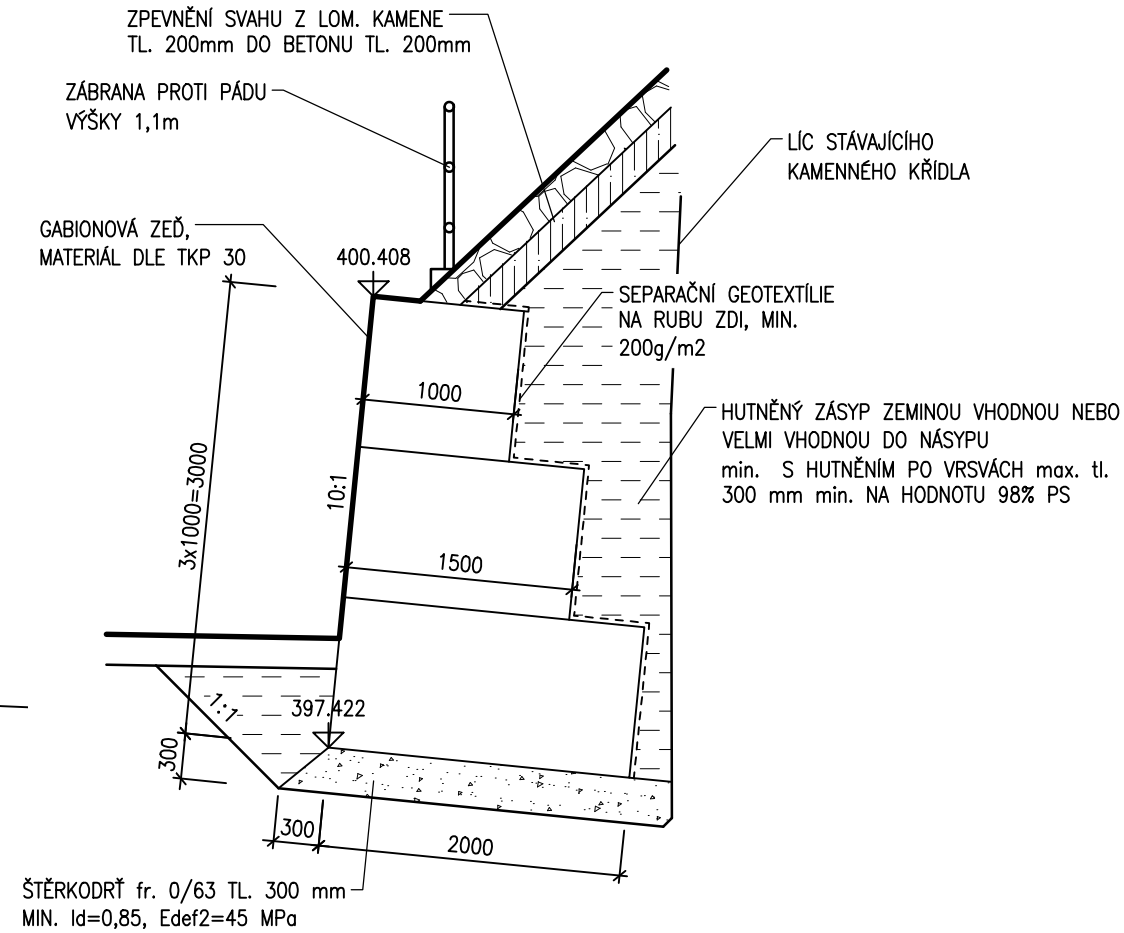 ZPEVNĚNÍ SVAHU Z LOM. KAMENE
TL. 200mm DO BETONU TL. 200mm
ZÁBRANA PROTI PÁDU
VÝŠKY 1,1m
LÍC STÁVAJÍCÍHO
KAMENNÉHO KŘÍDLA
GABIONOVÁ ZEĎ,
MATERIÁL DLE TKP 30
400.408
SEPARAČNÍ GEOTEXTÍLIE
NA RUBU ZDI, MIN.
200g/m2
1000
HUTNĚNÝ ZÁSYP ZEMINOU VHODNOU NEBO
VELMI VHODNOU DO NÁSYPU
min. S HUTNĚNÍM PO VRSVÁCH max. tl.
300 mm min. NA HODNOTU 98% PS
3x1000=3000
10:1
1500
1:1
397.422
300
300
2000
ŠTĚRKODRŤ fr. 0/63 TL. 300 mm
MIN. Id=0,85, Edef2=45 MPa